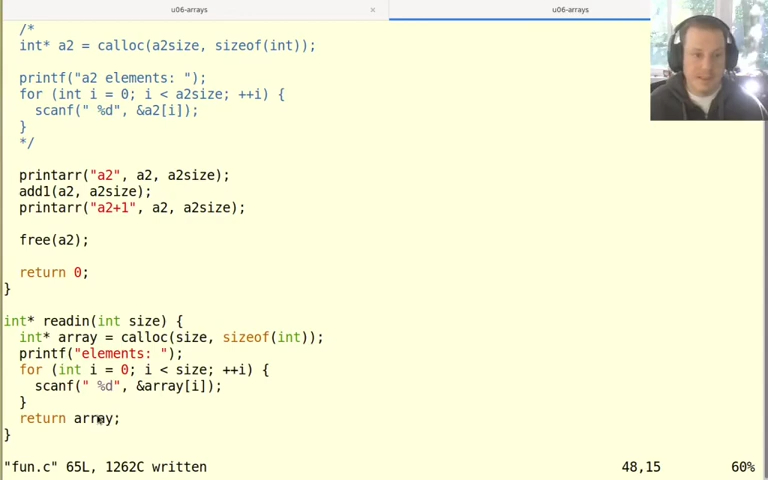 u06-arrays × u06-arrays
/*
int* a2 = calloc(a2size, sizeof(int));
printf("a2 elements: ");
for (int i = 0; i < a2size; ++i) {
scanf(" %d", &a2[i]);
}
*/
printarr("a2", a2, a2size);
add1(a2, a2size);
printarr("a2+1", a2, a2size);
free(a2);
return 0;
}
int* readin(int size) {
int* array = calloc(size, sizeof(int));
printf("elements: ");
for (int i = 0; i < size; ++i) {
scanf(" %d", &array[i]);
}
return array;
}
"fun.c" 65L, 1262C written 48,15 60%